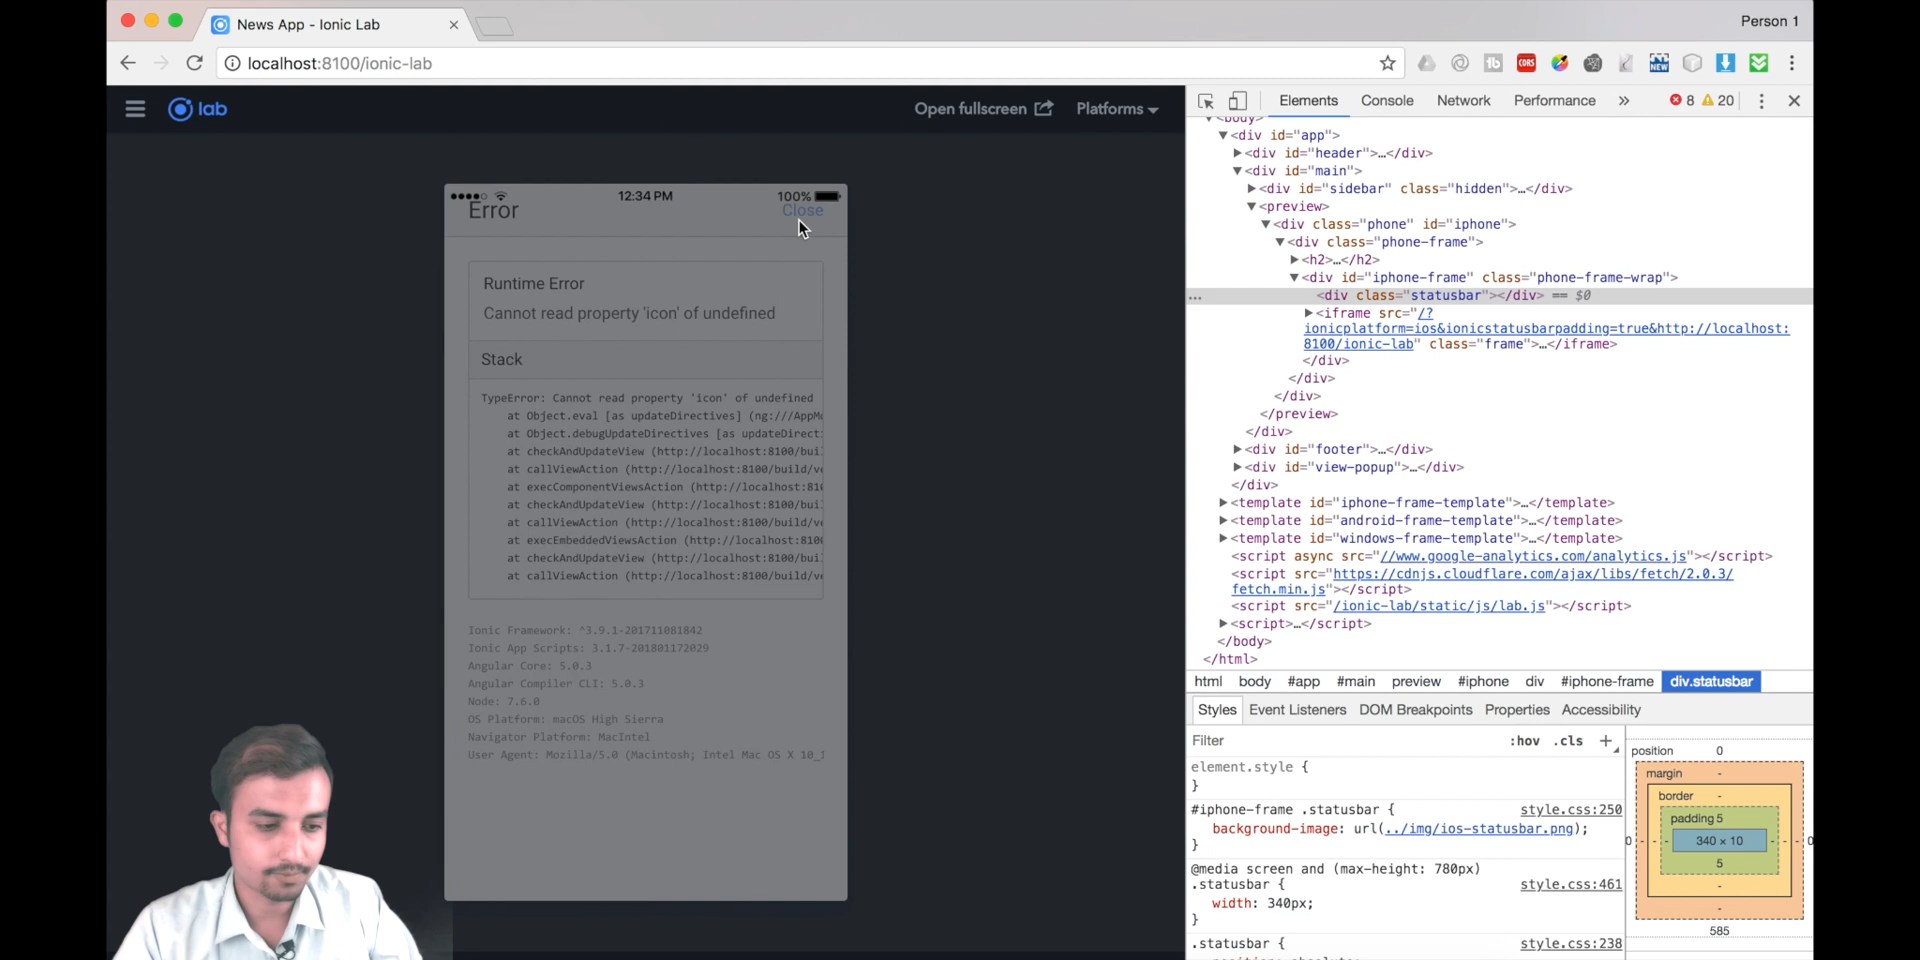 News App - Ionic Lab
Person 1
localhost:8100/ionic-lab
CORS
NEW
lab
Open fullscreen
Platforms
12:34 PM
100%
Error
Close
Runtime Error
Cannot read property 'icon' of undefined
Stack
TypeError: Cannot read property 'icon' of undefined
at Object.eval [as updateDirectives] (ng:///AppMo
at Object.debugUpdateDirectives [as updateDirect:
at checkAndUpdateView (http://localhost:8100/buil
at callViewAction (http://localhost:8100/build/ve
at execComponentViewsAction (http://localhost:810
at checkAndUpdateView (http://localhost:8100/buil
at callViewAction (http://localhost:8100/build/ve
at execEmbeddedViewsAction (http://localhost:8100
at checkAndUpdateView (http://localhost:8100/buil
at callViewAction (http://localhost:8100/build/ve
Ionic Framework: ^3.9.1-201711081842
Ionic App Scripts: 3.1.7-201801172029
Angular Core: 5.0.3
Angular Compiler CLI: 5.0.3
Node: 7.6.0
OS Platform: macOS High Sierra
Navigator Platform: MacIntel
User Agent: Mozilla/5.0 (Macintosh; Intel Mac OS X 10_1
Elements
Console
Network
Performance
»
8
20
▼<body>
▼<div id="app">
▶<div id="header">…</div>
▼<div id="main">
▶<div id="sidebar" class="hidden">…</div>
▼<preview>
▼<div class="phone" id="iphone">
▼<div class="phone-frame">
▶<h2>…</h2>
▼<div id="iphone-frame" class="phone-frame-wrap">
<div class="statusbar"></div> == $0
▶<iframe src="/?
ionicplatform=ios&ionicstatusbarpadding=true&http://localhost:
8100/ionic-lab" class="frame">…</iframe>
</div>
</div>
</div>
</preview>
</div>
▶<div id="footer">…</div>
▶<div id="view-popup">…</div>
</div>
▶<template id="iphone-frame-template">…</template>
▶<template id="android-frame-template">…</template>
▶<template id="windows-frame-template">…</template>
<script async src="//www.google-analytics.com/analytics.js"></script>
<script src="https://cdnjs.cloudflare.com/ajax/libs/fetch/2.0.3/
fetch.min.js"></script>
<script src="/ionic-lab/static/js/lab.js"></script>
▶<script>…</script>
</body>
</html>
html body #app #main preview #iphone div #iphone-frame div.statusbar
Styles Event Listeners DOM Breakpoints Properties Accessibility
Filter
:hov .cls +
element.style {
}
#iphone-frame .statusbar {
style.css:250
background-image: url(../img/ios-statusbar.png);
}
@media screen and (max-height: 780px)
.statusbar {
style.css:461
width: 340px;
}
.statusbar {
style.css:238
position 0
margin -
border -
padding 5
0 - - - 340 × 10 - - - 0
5
-
-
585